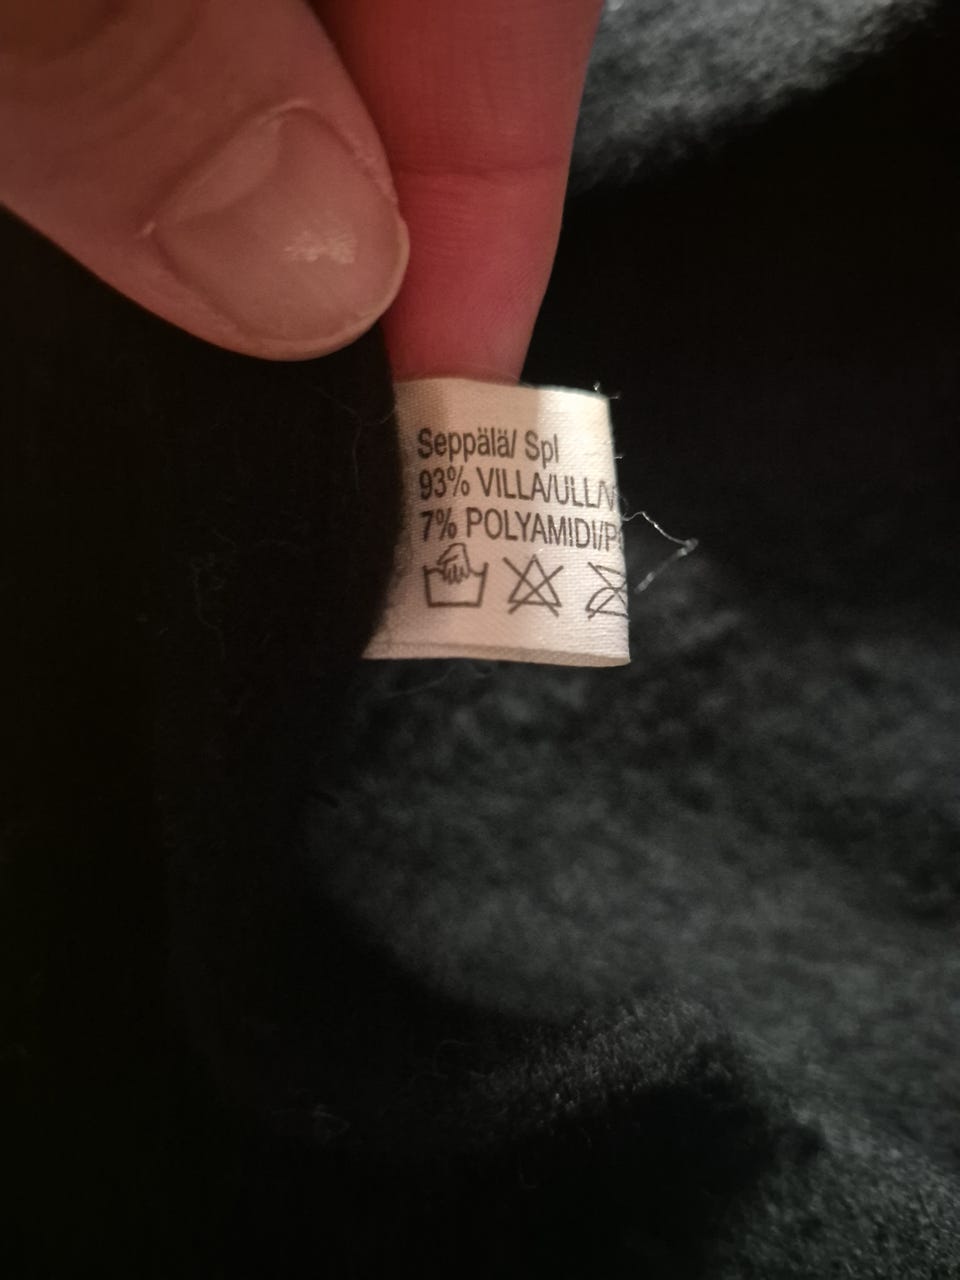 Seppälä/ Spl
93% VILLA/ULL/
7% POLYAMIDI/P